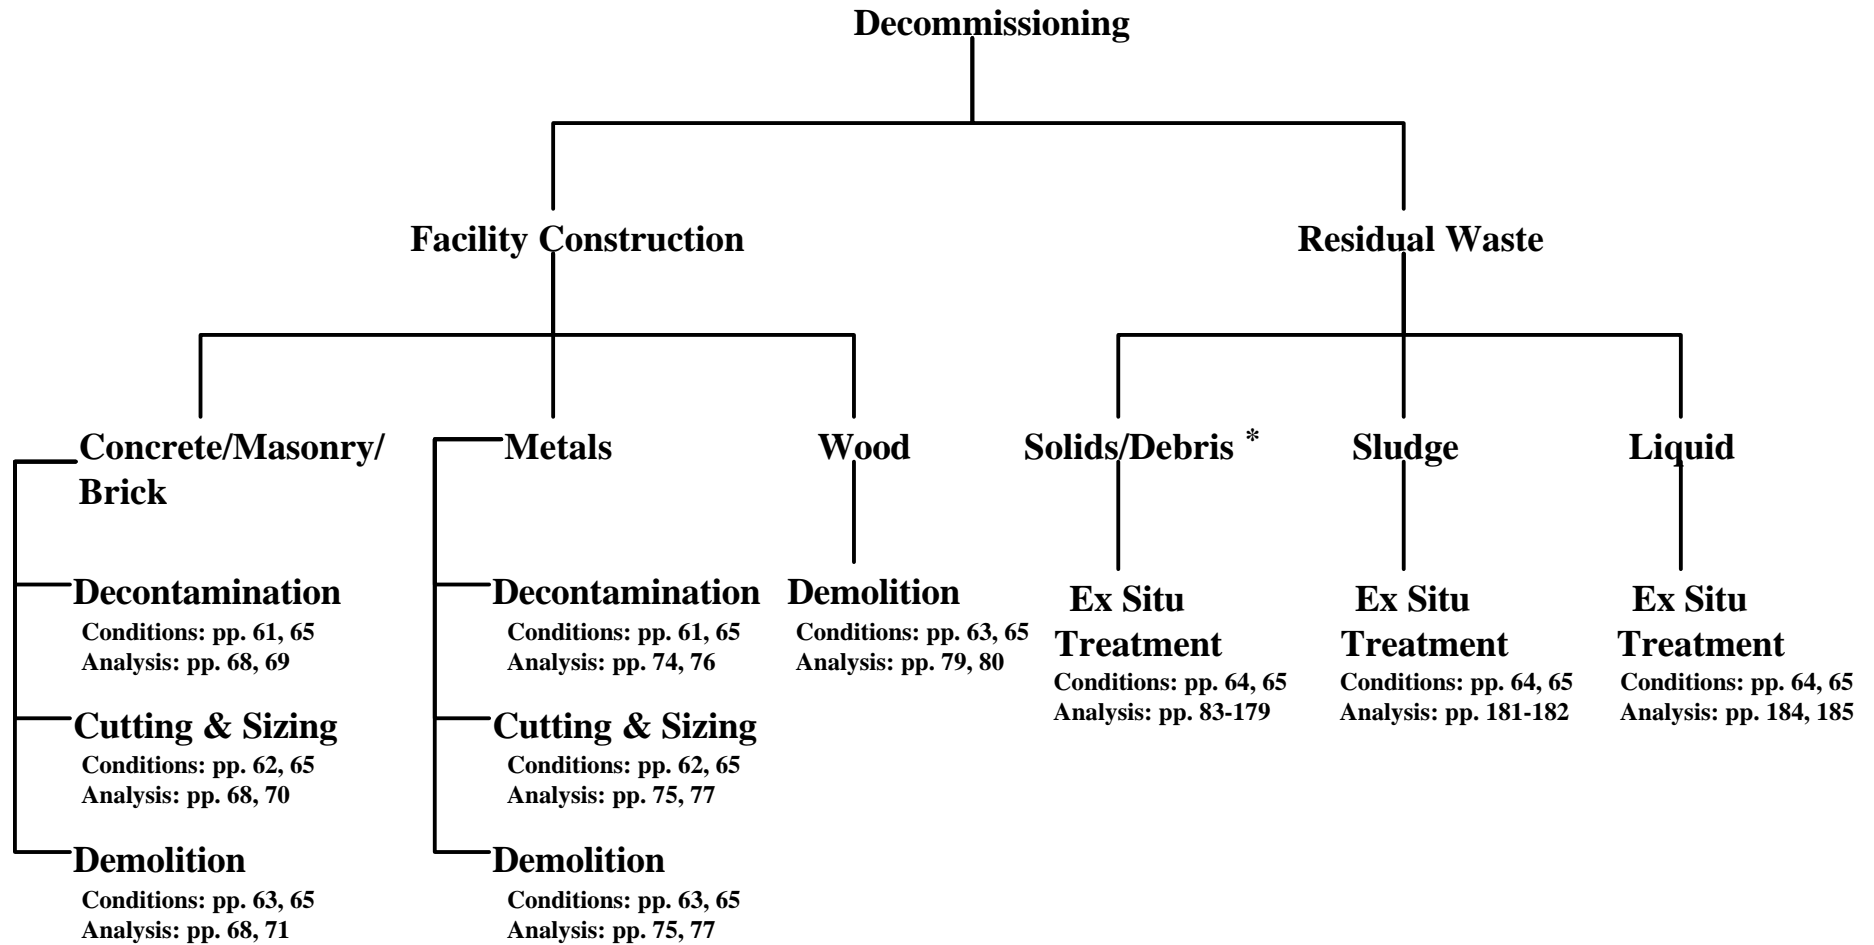 Decommissioning
Facility Construction
Residual Waste
Concrete/Masonry/
Brick
Metals
Wood
Solids/Debris *
Sludge
Liquid
Decontamination
Conditions: pp. 61, 65
Analysis: pp. 68, 69
Cutting & Sizing
Conditions: pp. 62, 65
Analysis: pp. 68, 70
Demolition
Conditions: pp. 63, 65
Analysis: pp. 68, 71
Decontamination
Conditions: pp. 61, 65
Analysis: pp. 74, 76
Cutting & Sizing
Conditions: pp. 62, 65
Analysis: pp. 75, 77
Demolition
Conditions: pp. 63, 65
Analysis: pp. 75, 77
Demolition
Conditions: pp. 63, 65
Analysis: pp. 79, 80
Ex Situ
Treatment
Conditions: pp. 64, 65
Analysis: pp. 83-179
Ex Situ
Treatment
Conditions: pp. 64, 65
Analysis: pp. 181-182
Ex Situ
Treatment
Conditions: pp. 64, 65
Analysis: pp. 184, 185